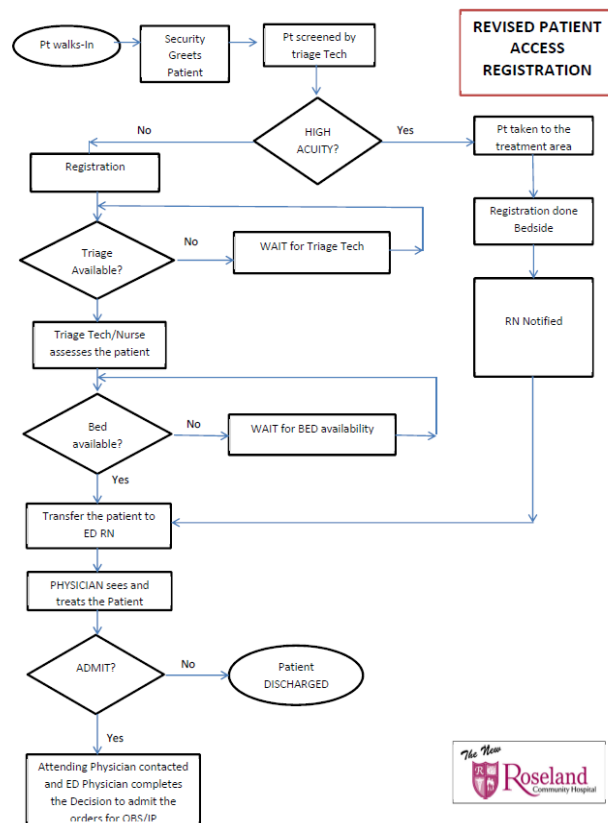 REVISED PATIENT
ACCESS
REGISTRATION
Pt walks-In
Security
Greets
Patient
Pt screened by
triage Tech
HIGH
ACUITY?
No
Yes
Registration
Pt taken to the
treatment area
Triage
Available?
No
WAIT for Triage Tech
Registration done
Bedside
RN Notified
Triage Tech/Nurse
assesses the patient
Bed
available?
No
WAIT for BED availability
Yes
Transfer the patient to
ED RN
PHYSICIAN sees and
treats the Patient
ADMIT?
No
Patient
DISCHARGED
Yes
Attending Physician contacted
and ED Physician completes
the Decision to admit the
orders for OBS/IP
The New
R
Roseland
Community Hospital